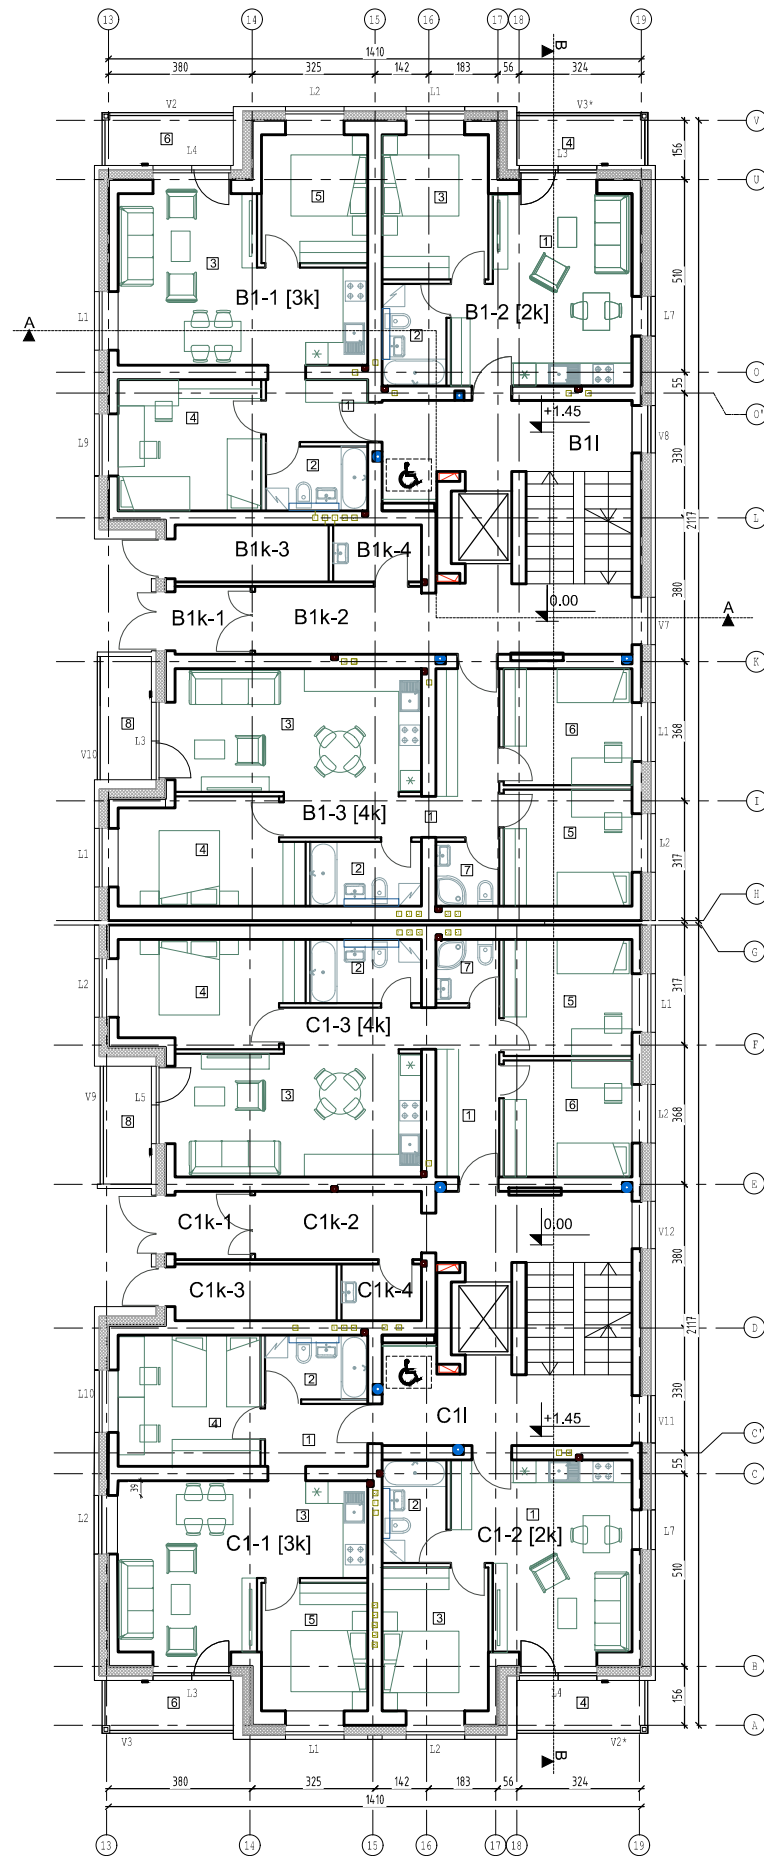 13 14 15 16 17 18 19
1410
380 325 142 183 56 324
B
L2 L1
V2 V3*
6 4
L4 L3
V
156
U
5 3
3 1
B1-1 [3k] B1-2 [2k]
510
L1 L7
A
2
O
55
O'
1
+1.45
4
B1l
L9 V8
2
330
L
2117
B1k-3 B1k-4
380
0.00
B1k-1 B1k-2
A
V7
K
8 3 6
L3 L1
V10
368
I
B1-3 [4k] 1
4 2 7 5
L1 L2
317
H
G
4 2 7 5
L2 L1
317
C1-3 [4k]
F
V9 L5
3 6
8 1
L2
368
E
C1k-1 C1k-2
0.00
V12
380
C1k-3 C1k-4
D
2117
2
L10
4
C1l
330
1
+1.45
V11
C'
55
C
39
3 2 1
L2 L7
C1-1 [3k] C1-2 [2k]
510
5 3
B
L3 L4
6 4
156
A
V3 V2*
L1 L2
B
380 325 142 183 56 324
1410
13 14 15 16 17 18 19